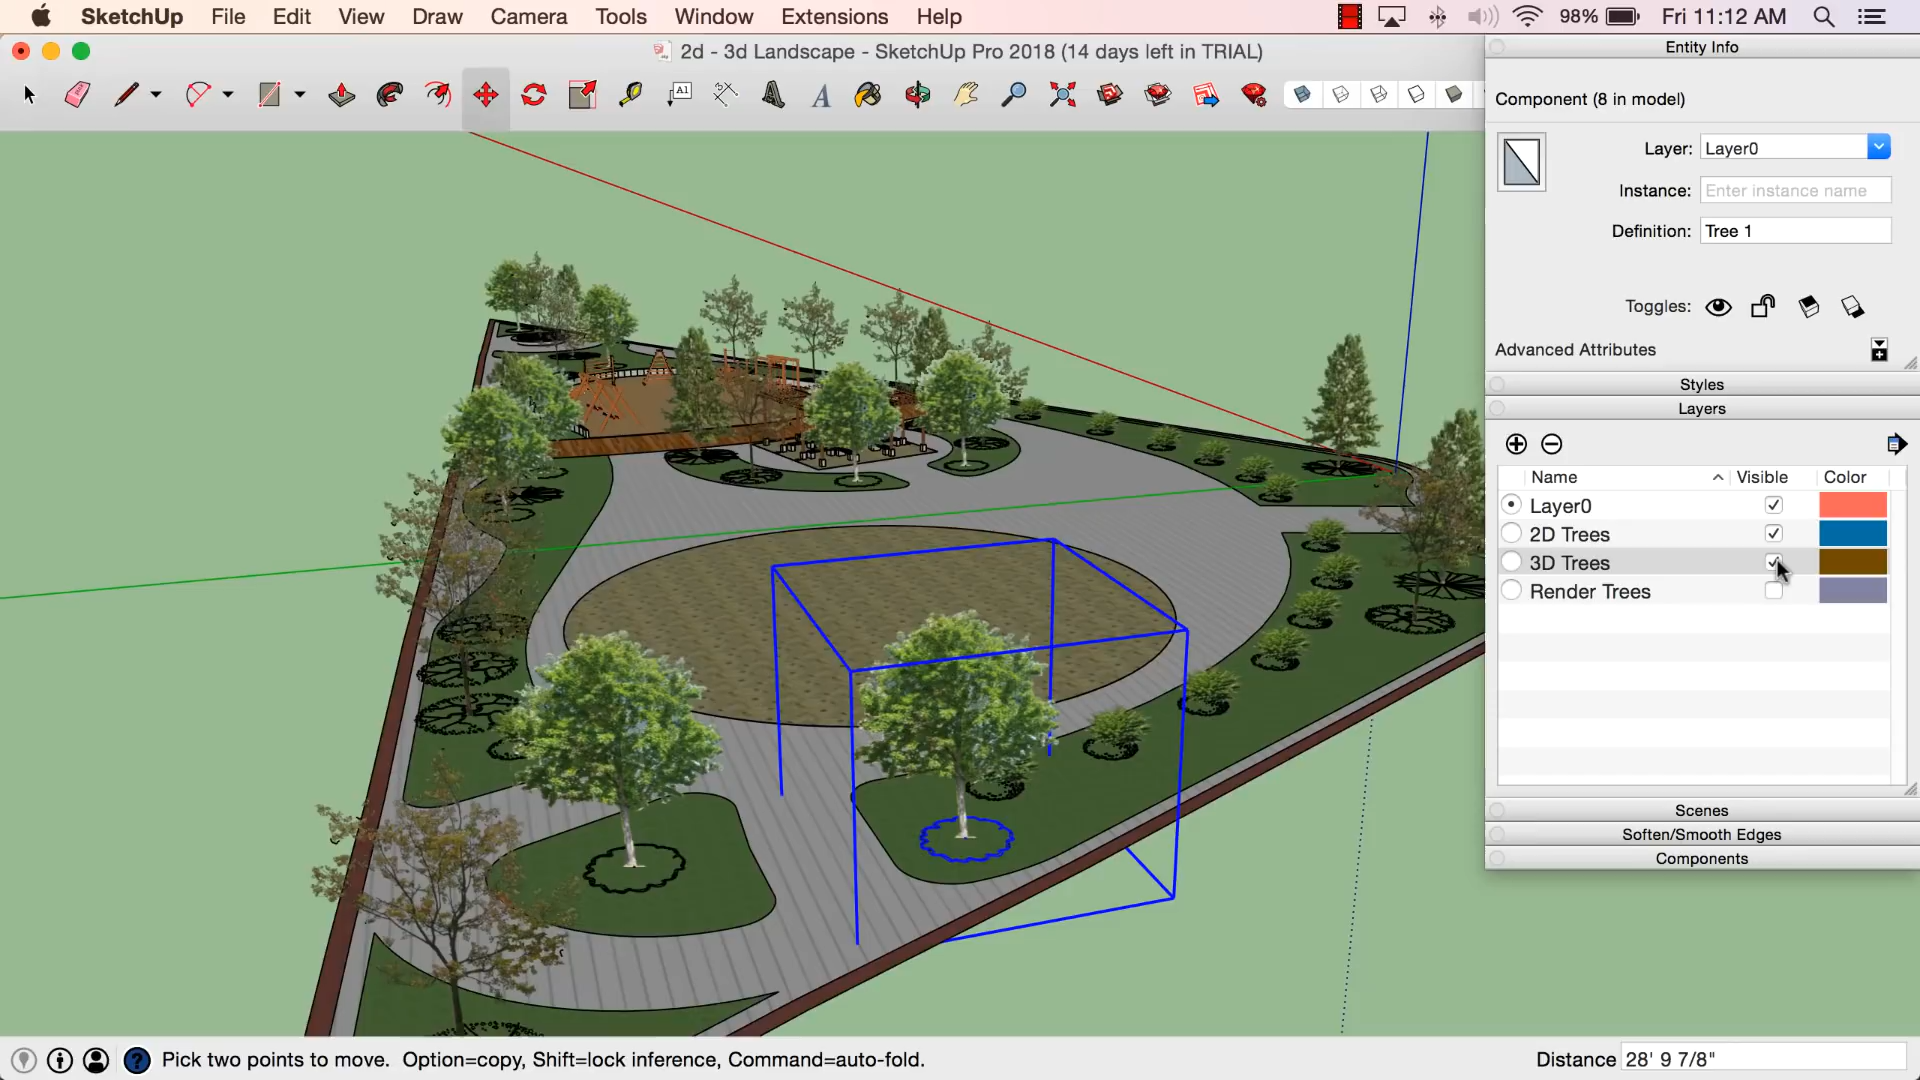 SketchUp File Edit View Draw Camera Tools Window Extensions Help 98% Fri 11:12 AM
2d - 3d Landscape - SketchUp Pro 2018 (14 days left in TRIAL)
A1
A
A
Entity Info
Component (8 in model)
Layer: Layer0
Instance: Enter instance name
Definition: Tree 1
Toggles:
Advanced Attributes
Styles
Layers
Name Visible Color
Layer0
2D Trees
3D Trees
Render Trees
Scenes
Soften/Smooth Edges
Components
Pick two points to move. Option=copy, Shift=lock inference, Command=auto-fold.
Distance 28' 9 7/8"